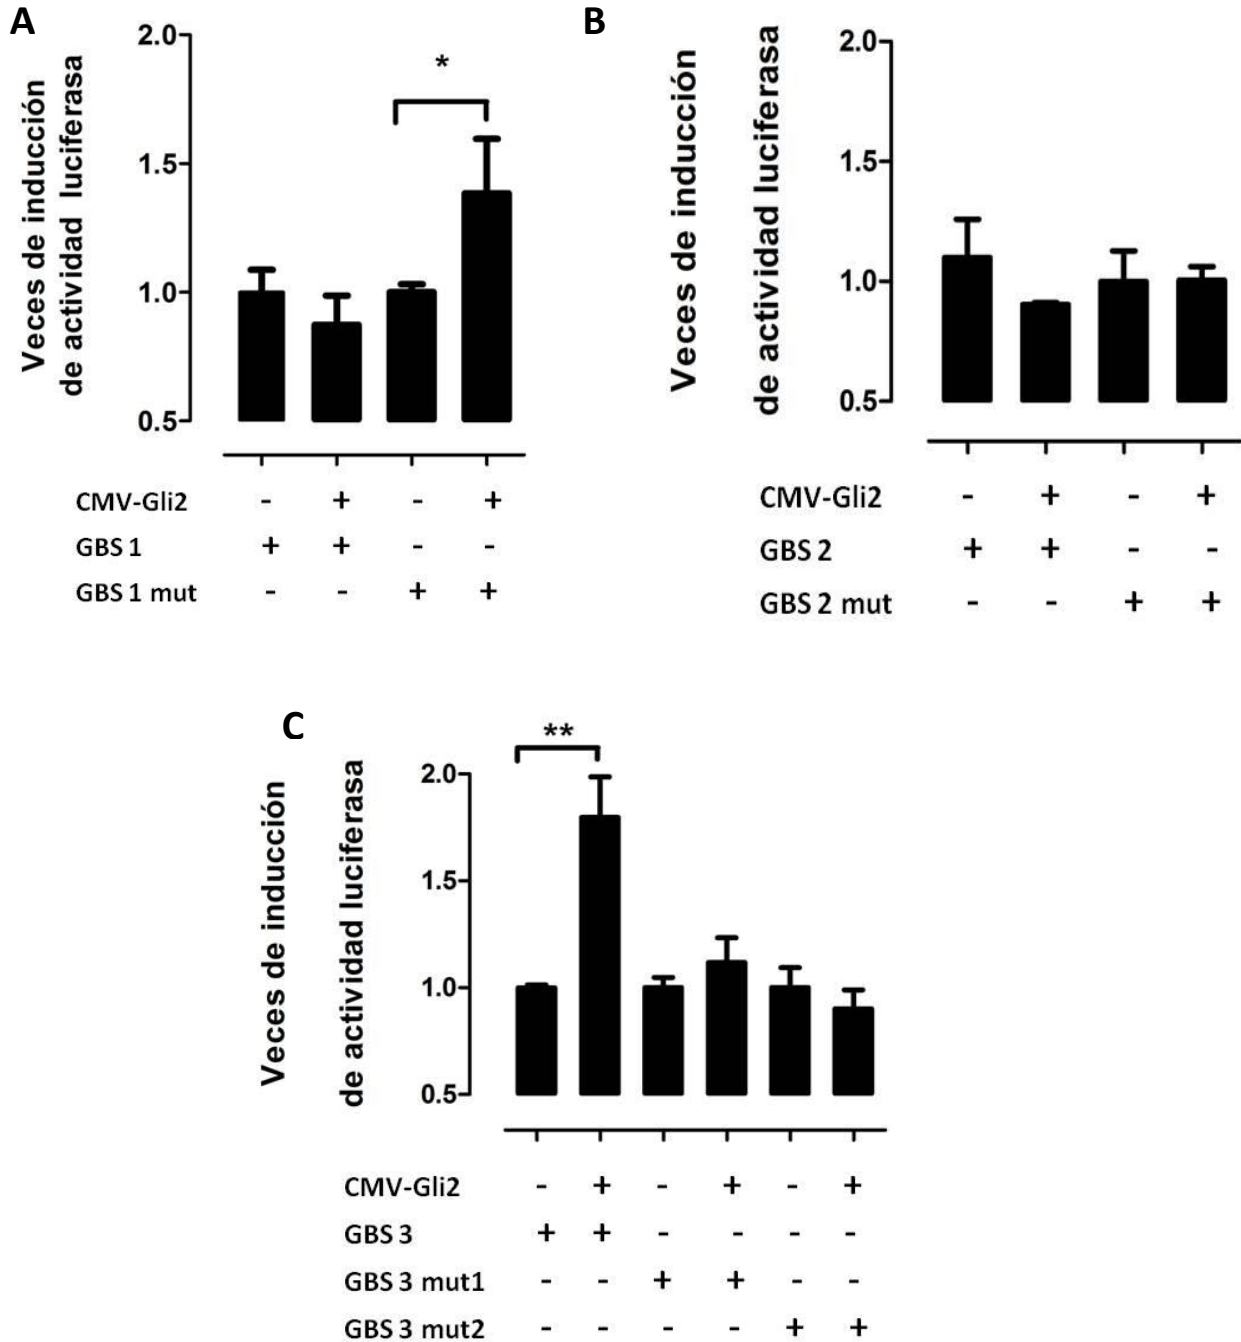 A
Veces de inducción
de actividad luciferasa
2.0
*
1.5
1.0
0.5
CMV-Gli2 - + - +
GBS 1 + + - -
GBS 1 mut - - + +
B
Veces de inducción
de actividad luciferasa
2.0
1.5
1.0
0.5
CMV-Gli2 - + - +
GBS 2 + + - -
GBS 2 mut - - + +
C
Veces de inducción
de actividad luciferasa
**
2.0
1.5
1.0
0.5
CMV-Gli2 - + - + - +
GBS 3 + + - - - -
GBS 3 mut1 - - + + - -
GBS 3 mut2 - - - - + +